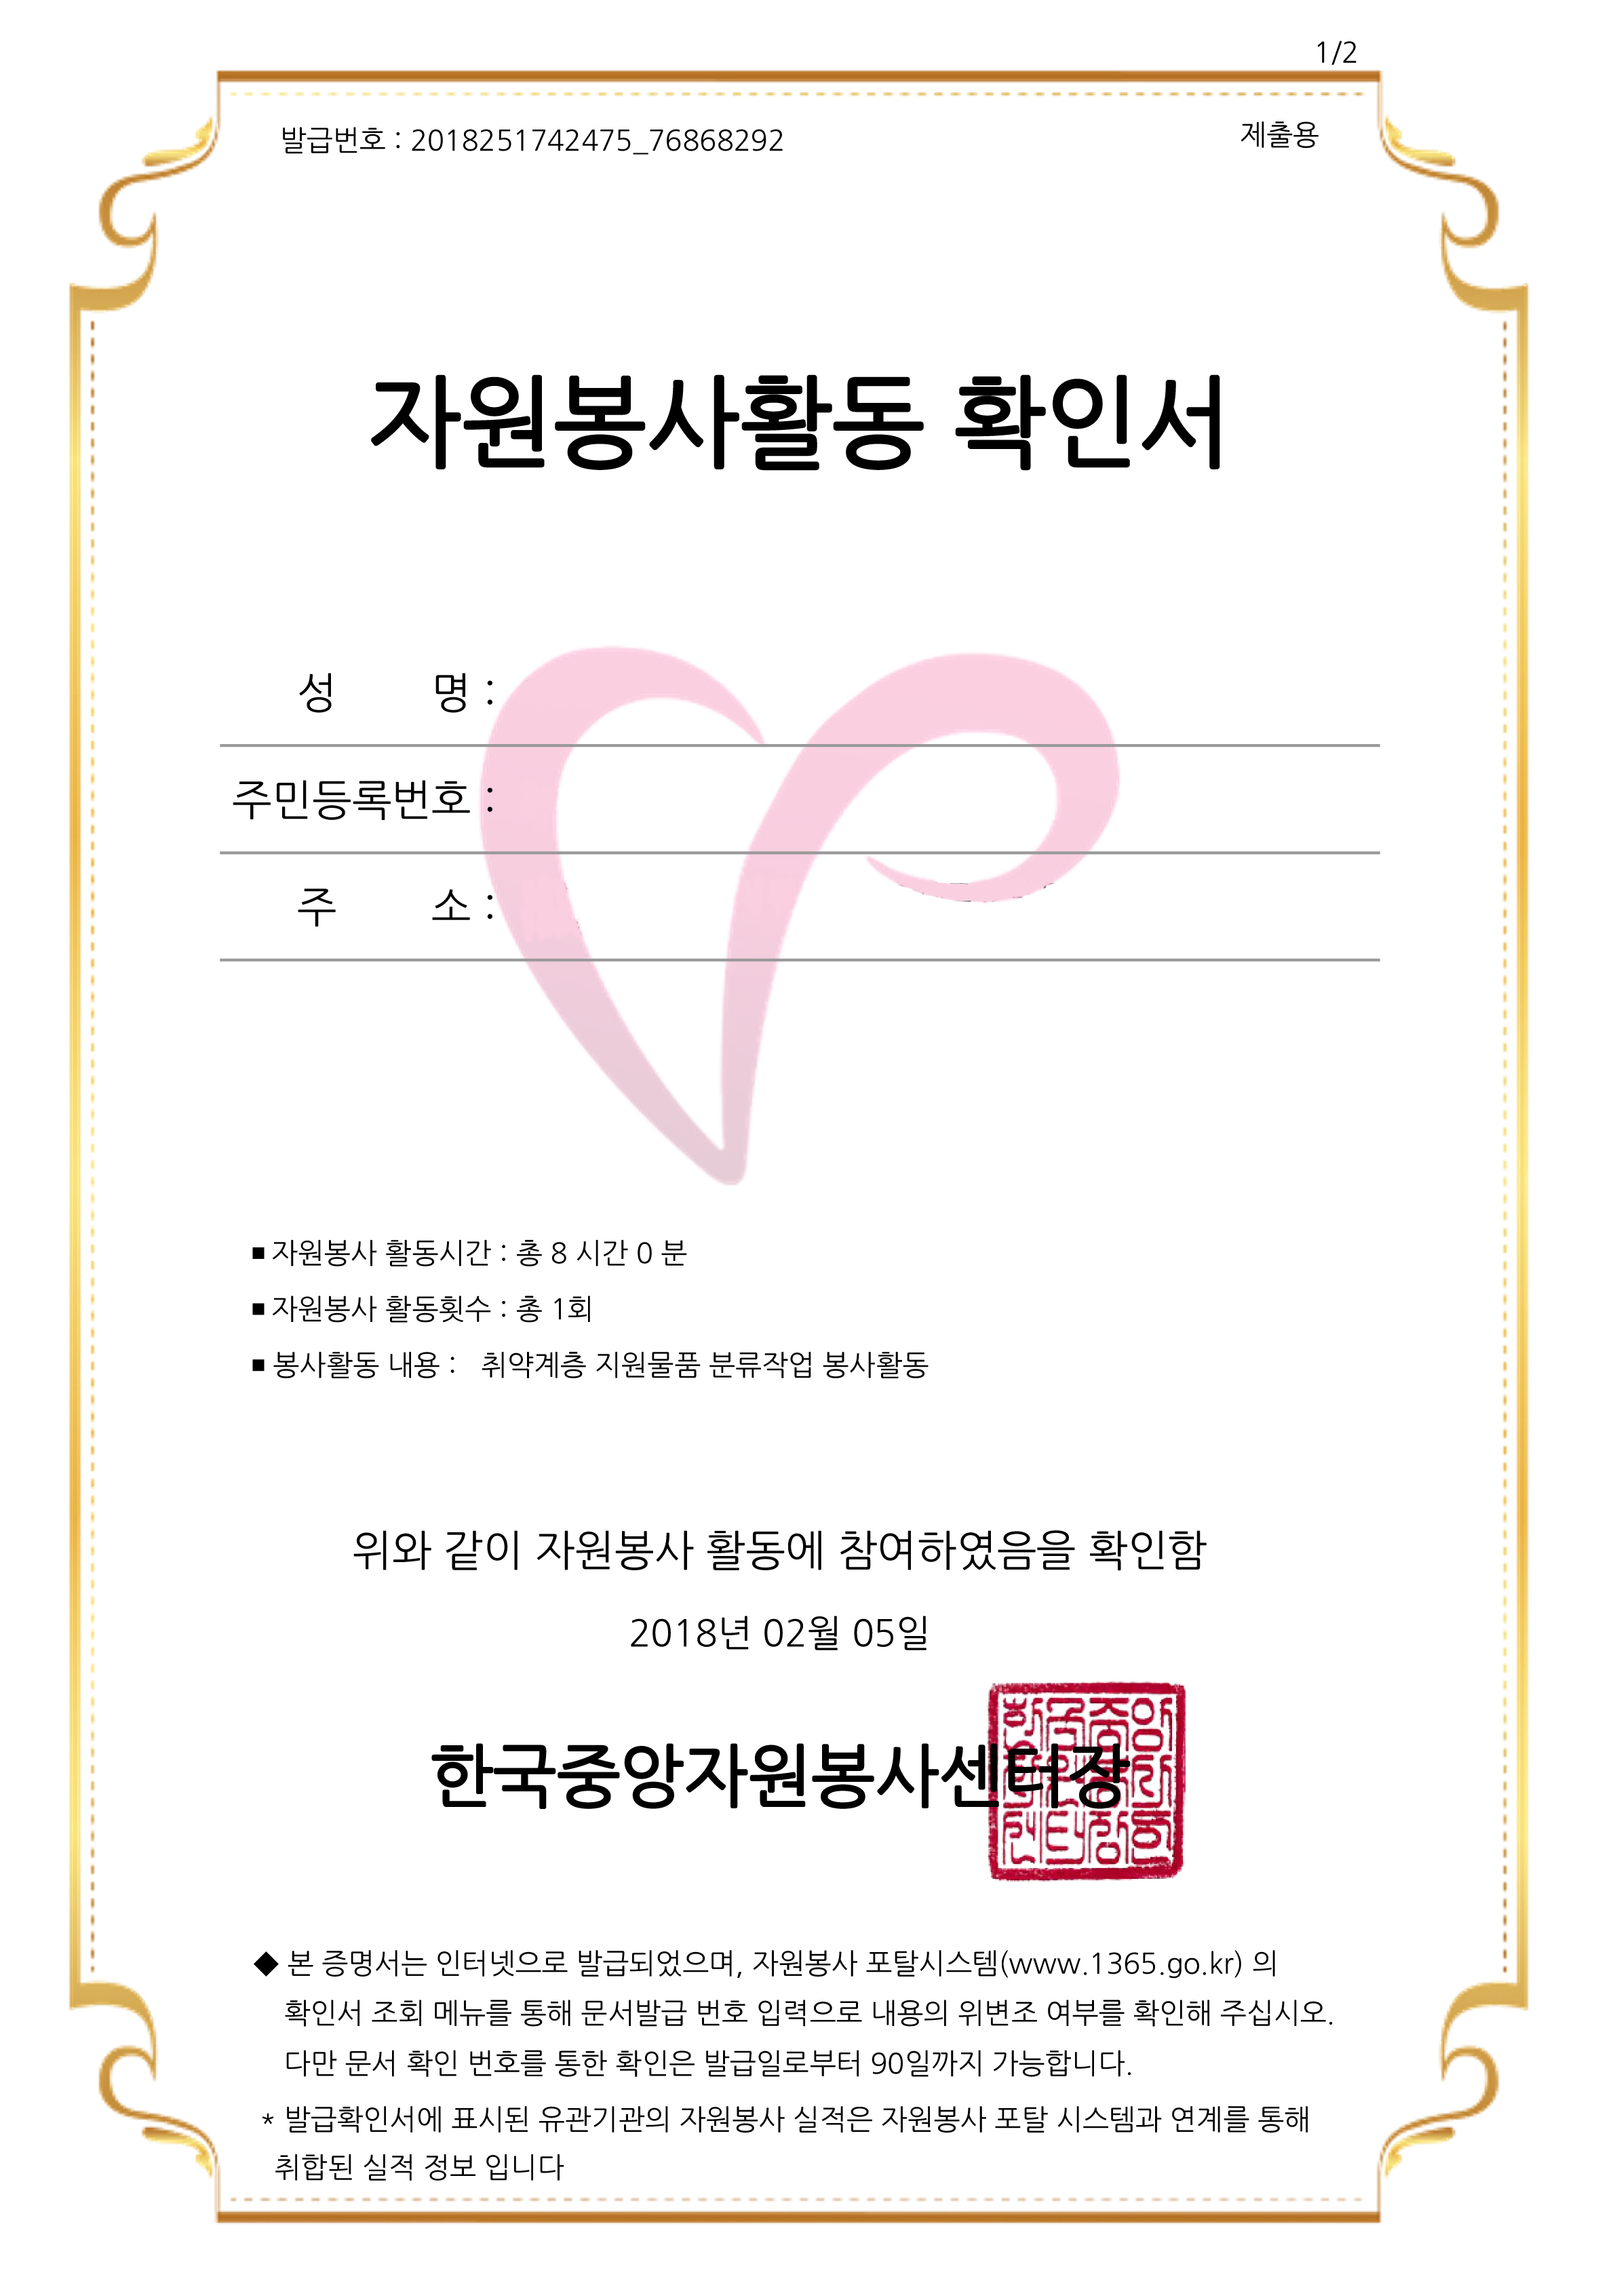 1/2
발급번호 : 2018251742475_76868292
제출용
자원봉사활동 확인서
성 명 :
주민등록번호 :
주 소 :
■ 자원봉사 활동시간 : 총 8 시간 0 분
■ 자원봉사 활동횟수 : 총 1회
■ 봉사활동 내용 : 취약계층 지원물품 분류작업 봉사활동
위와 같이 자원봉사 활동에 참여하였음을 확인함
2018년 02월 05일
한국중앙자원봉사센터장
◆ 본 증명서는 인터넷으로 발급되었으며, 자원봉사 포탈시스템(www.1365.go.kr) 의
확인서 조회 메뉴를 통해 문서발급 번호 입력으로 내용의 위변조 여부를 확인해 주십시오.
다만 문서 확인 번호를 통한 확인은 발급일로부터 90일까지 가능합니다.
* 발급확인서에 표시된 유관기관의 자원봉사 실적은 자원봉사 포탈 시스템과 연계를 통해
취합된 실적 정보 입니다